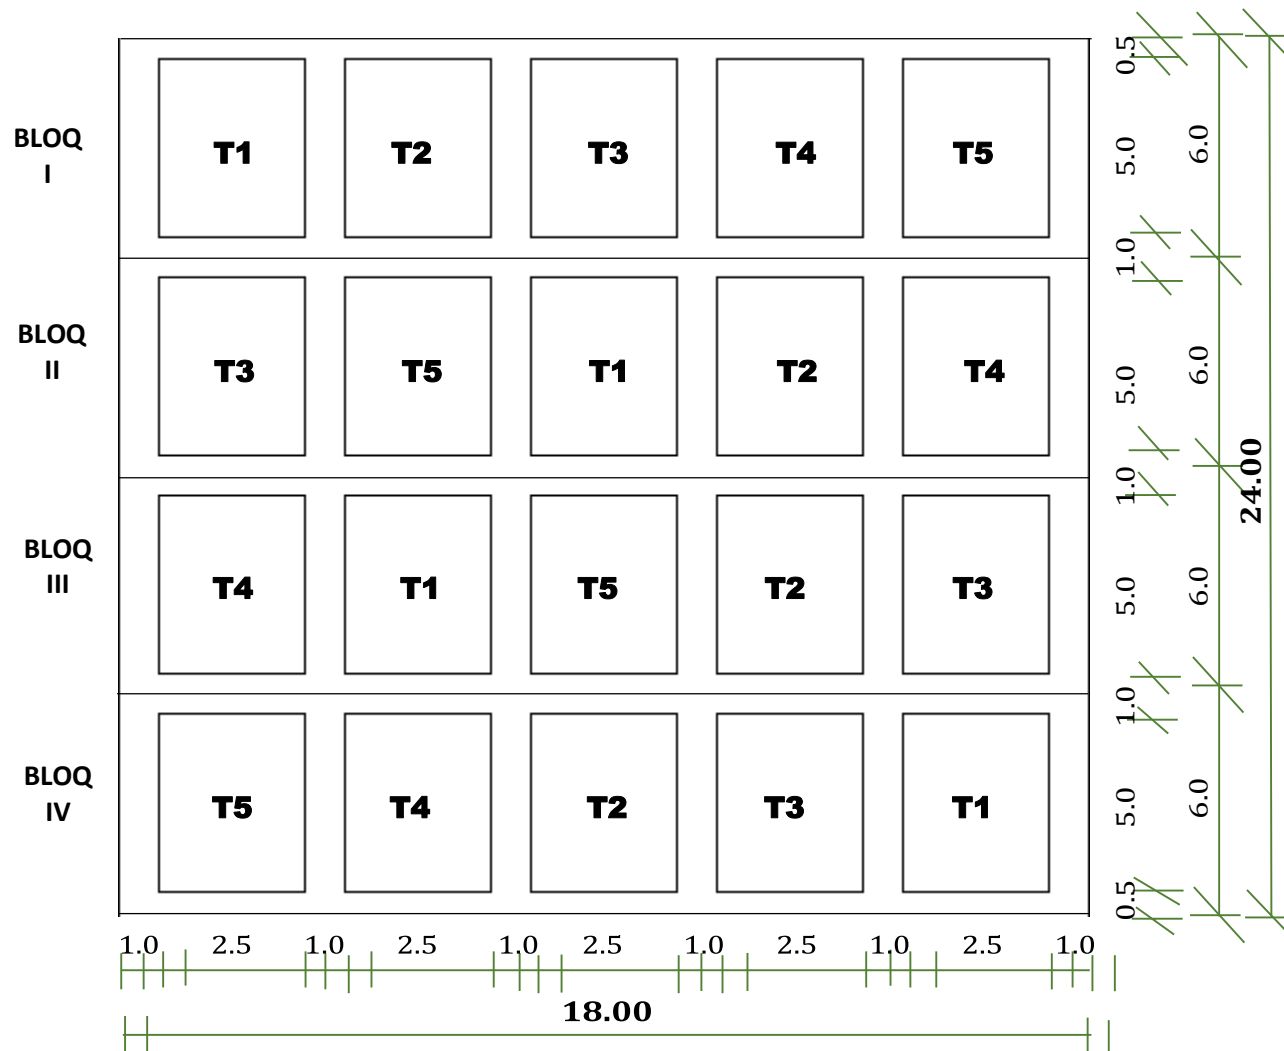 0.5
BLOQ
I
T1 T2 T3 T4 T5
5.0 6.0
1.0
BLOQ
II
T3 T5 T1 T2 T4
5.0 6.0
24.00
1.0
BLOQ
III
T4 T1 T5 T2 T3
5.0 6.0
1.0
BLOQ
IV
T5 T4 T2 T3 T1
5.0 6.0
0.5
1.0 2.5 1.0 2.5 1.0 2.5 1.0 2.5 1.0 2.5 1.0
18.00